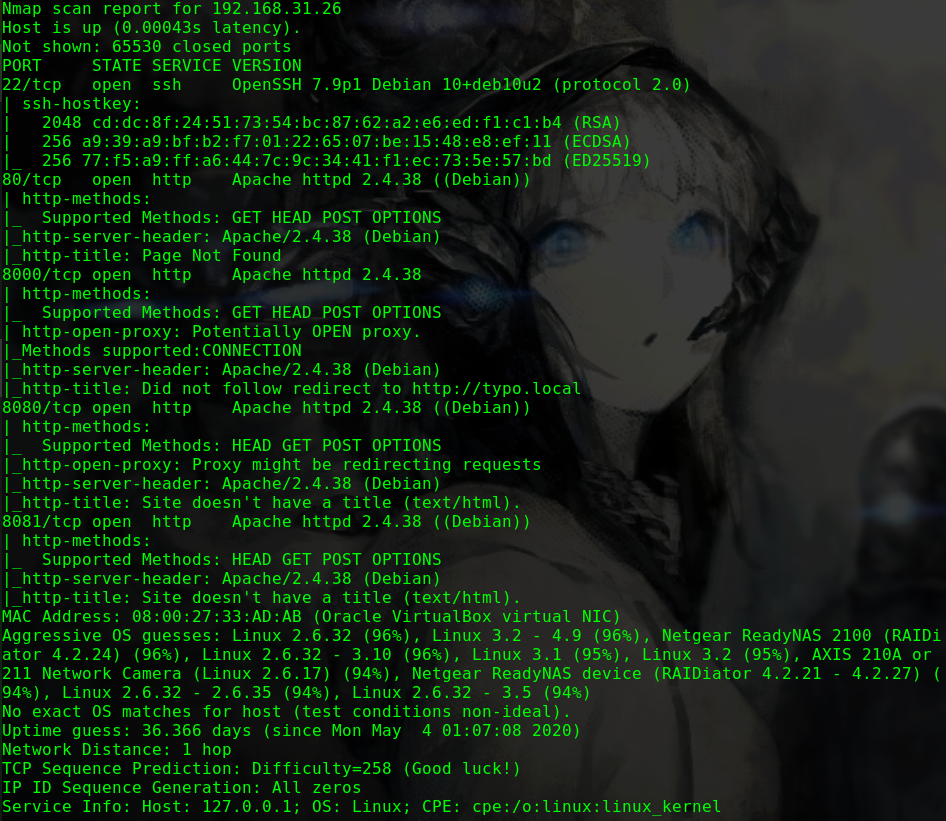 Nmap scan report for 192.168.31.26
Host is up (0.00043s latency).
Not shown: 65530 closed ports
PORT     STATE SERVICE VERSION
22/tcp   open  ssh     OpenSSH 7.9p1 Debian 10+deb10u2 (protocol 2.0)
| ssh-hostkey:
|   2048 cd:dc:8f:24:51:73:54:bc:87:62:a2:e6:ed:f1:c1:b4 (RSA)
|   256 a9:39:a9:bf:b2:f7:01:22:65:07:be:15:48:e8:ef:11 (ECDSA)
|_  256 77:f5:a9:ff:a6:44:7c:9c:34:41:f1:ec:73:5e:57:bd (ED25519)
80/tcp   open  http    Apache httpd 2.4.38 ((Debian))
| http-methods:
|_  Supported Methods: GET HEAD POST OPTIONS
|_http-server-header: Apache/2.4.38 (Debian)
|_http-title: Page Not Found
8000/tcp open  http    Apache httpd 2.4.38
| http-methods:
|_  Supported Methods: GET HEAD POST OPTIONS
| http-open-proxy: Potentially OPEN proxy.
|_Methods supported:CONNECTION
|_http-server-header: Apache/2.4.38 (Debian)
|_http-title: Did not follow redirect to http://typo.local
8080/tcp open  http    Apache httpd 2.4.38 ((Debian))
| http-methods:
|_  Supported Methods: HEAD GET POST OPTIONS
|_http-open-proxy: Proxy might be redirecting requests
|_http-server-header: Apache/2.4.38 (Debian)
|_http-title: Site doesn't have a title (text/html).
8081/tcp open  http    Apache httpd 2.4.38 ((Debian))
| http-methods:
|_  Supported Methods: HEAD GET POST OPTIONS
|_http-server-header: Apache/2.4.38 (Debian)
|_http-title: Site doesn't have a title (text/html).
MAC Address: 08:00:27:33:AD:AB (Oracle VirtualBox virtual NIC)
Aggressive OS guesses: Linux 2.6.32 (96%), Linux 3.2 - 4.9 (96%), Netgear ReadyNAS 2100 (RAIDi
ator 4.2.24) (96%), Linux 2.6.32 - 3.10 (96%), Linux 3.1 (95%), Linux 3.2 (95%), AXIS 210A or
211 Network Camera (Linux 2.6.17) (94%), Netgear ReadyNAS device (RAIDiator 4.2.21 - 4.2.27) (
94%), Linux 2.6.32 - 2.6.35 (94%), Linux 2.6.32 - 3.5 (94%)
No exact OS matches for host (test conditions non-ideal).
Uptime guess: 36.366 days (since Mon May  4 01:07:08 2020)
Network Distance: 1 hop
TCP Sequence Prediction: Difficulty=258 (Good luck!)
IP ID Sequence Generation: All zeros
Service Info: Host: 127.0.0.1; OS: Linux; CPE: cpe:/o:linux:linux_kernel